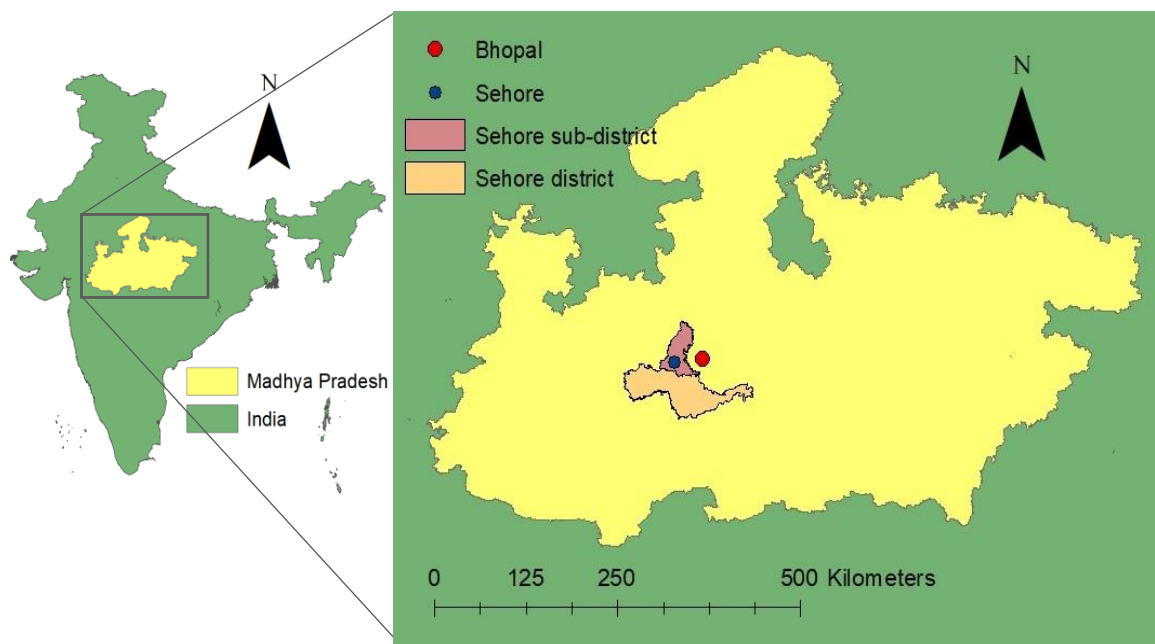 N
Madhya Pradesh
India
Bhopal
Sehore
Sehore sub-district
Sehore district
N
0 125 250 500 Kilometers